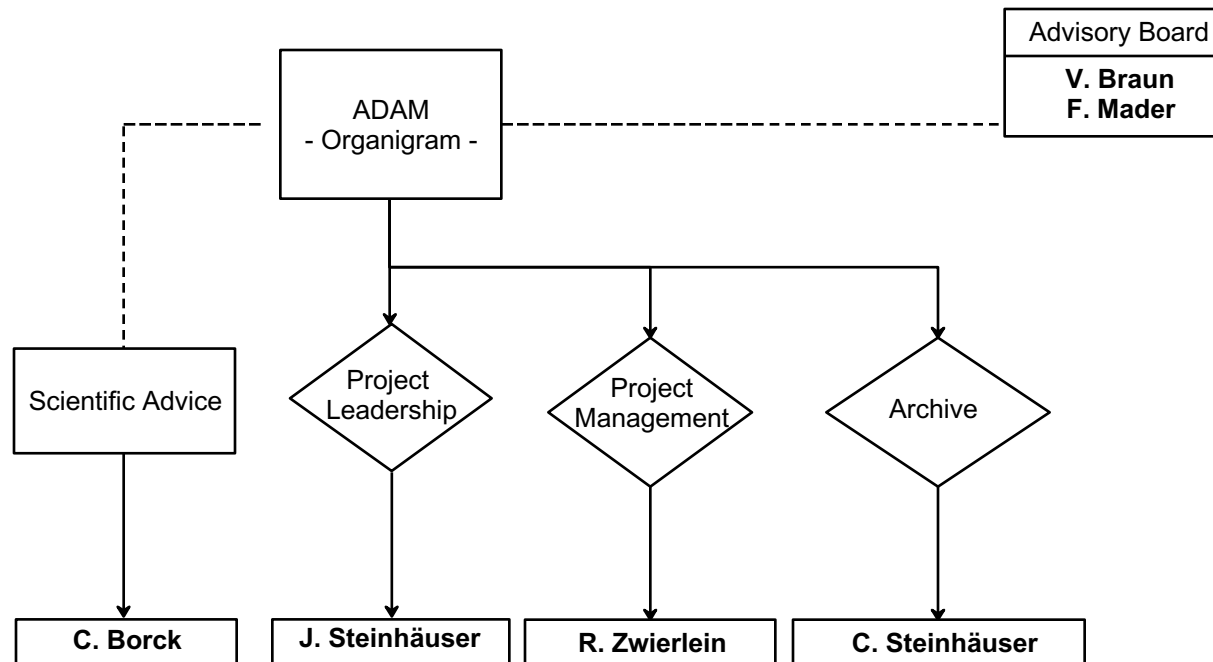 Advisory Board
V. Braun
F. Mader
ADAM
- Organigram -
Scientific Advice
Project
Leadership
Project
Management
Archive
C. Borck
J. Steinhäuser
R. Zwierlein
C. Steinhäuser